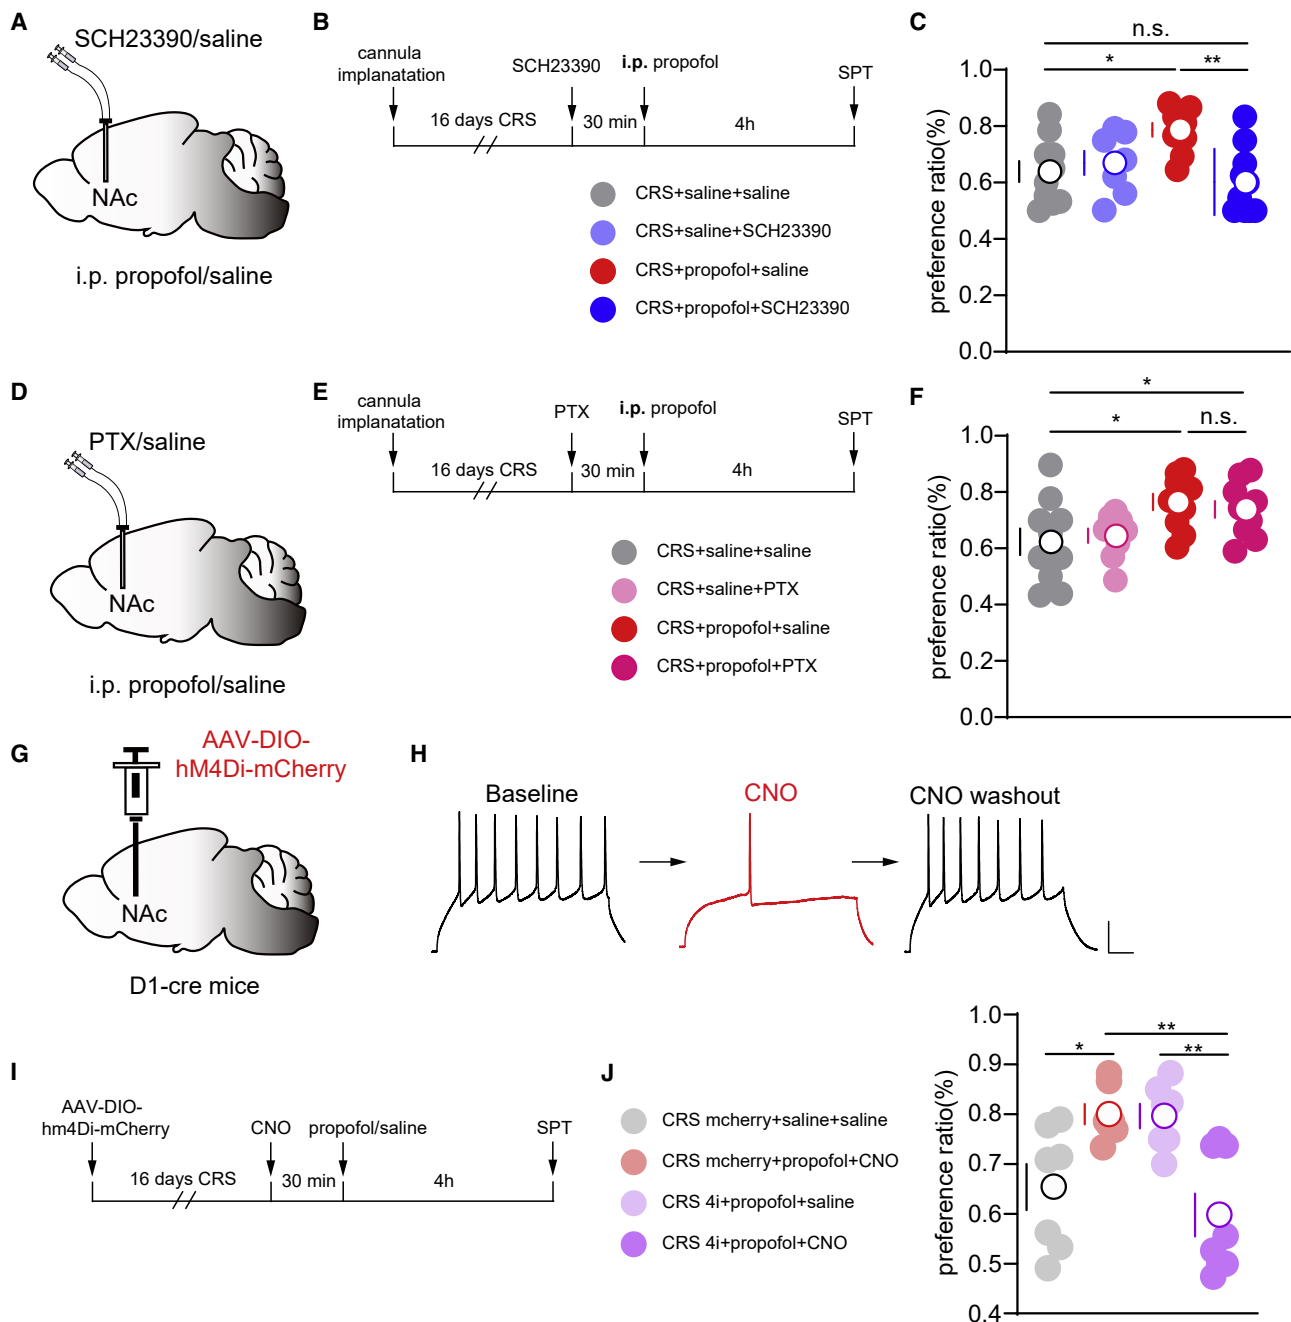 A
SCH23390/saline
NAc
i.p. propofol/saline
B
cannula
implanatation
SCH23390
i.p. propofol
SPT
16 days CRS
30 min
4h
CRS+saline+saline
CRS+saline+SCH23390
CRS+propofol+saline
CRS+propofol+SCH23390
C
n.s.
*
**
preference ratio(%)
1.0
0.8
0.6
0.4
0.2
0.0
D
PTX/saline
NAc
i.p. propofol/saline
E
cannula
implanatation
PTX
i.p. propofol
SPT
16 days CRS
30 min
4h
CRS+saline+saline
CRS+saline+PTX
CRS+propofol+saline
CRS+propofol+PTX
F
*
*
n.s.
preference ratio(%)
1.0
0.8
0.6
0.4
0.2
0.0
G
AAV-DIO-
hM4Di-mCherry
NAc
D1-cre mice
H
Baseline
CNO
CNO washout
I
AAV-DIO-
hm4Di-mCherry
CNO
propofol/saline
SPT
16 days CRS
30 min
4h
J
CRS mcherry+saline+saline
CRS mcherry+propofol+CNO
CRS 4i+propofol+saline
CRS 4i+propofol+CNO
*
**
**
preference ratio(%)
1.0
0.9
0.8
0.7
0.6
0.5
0.4